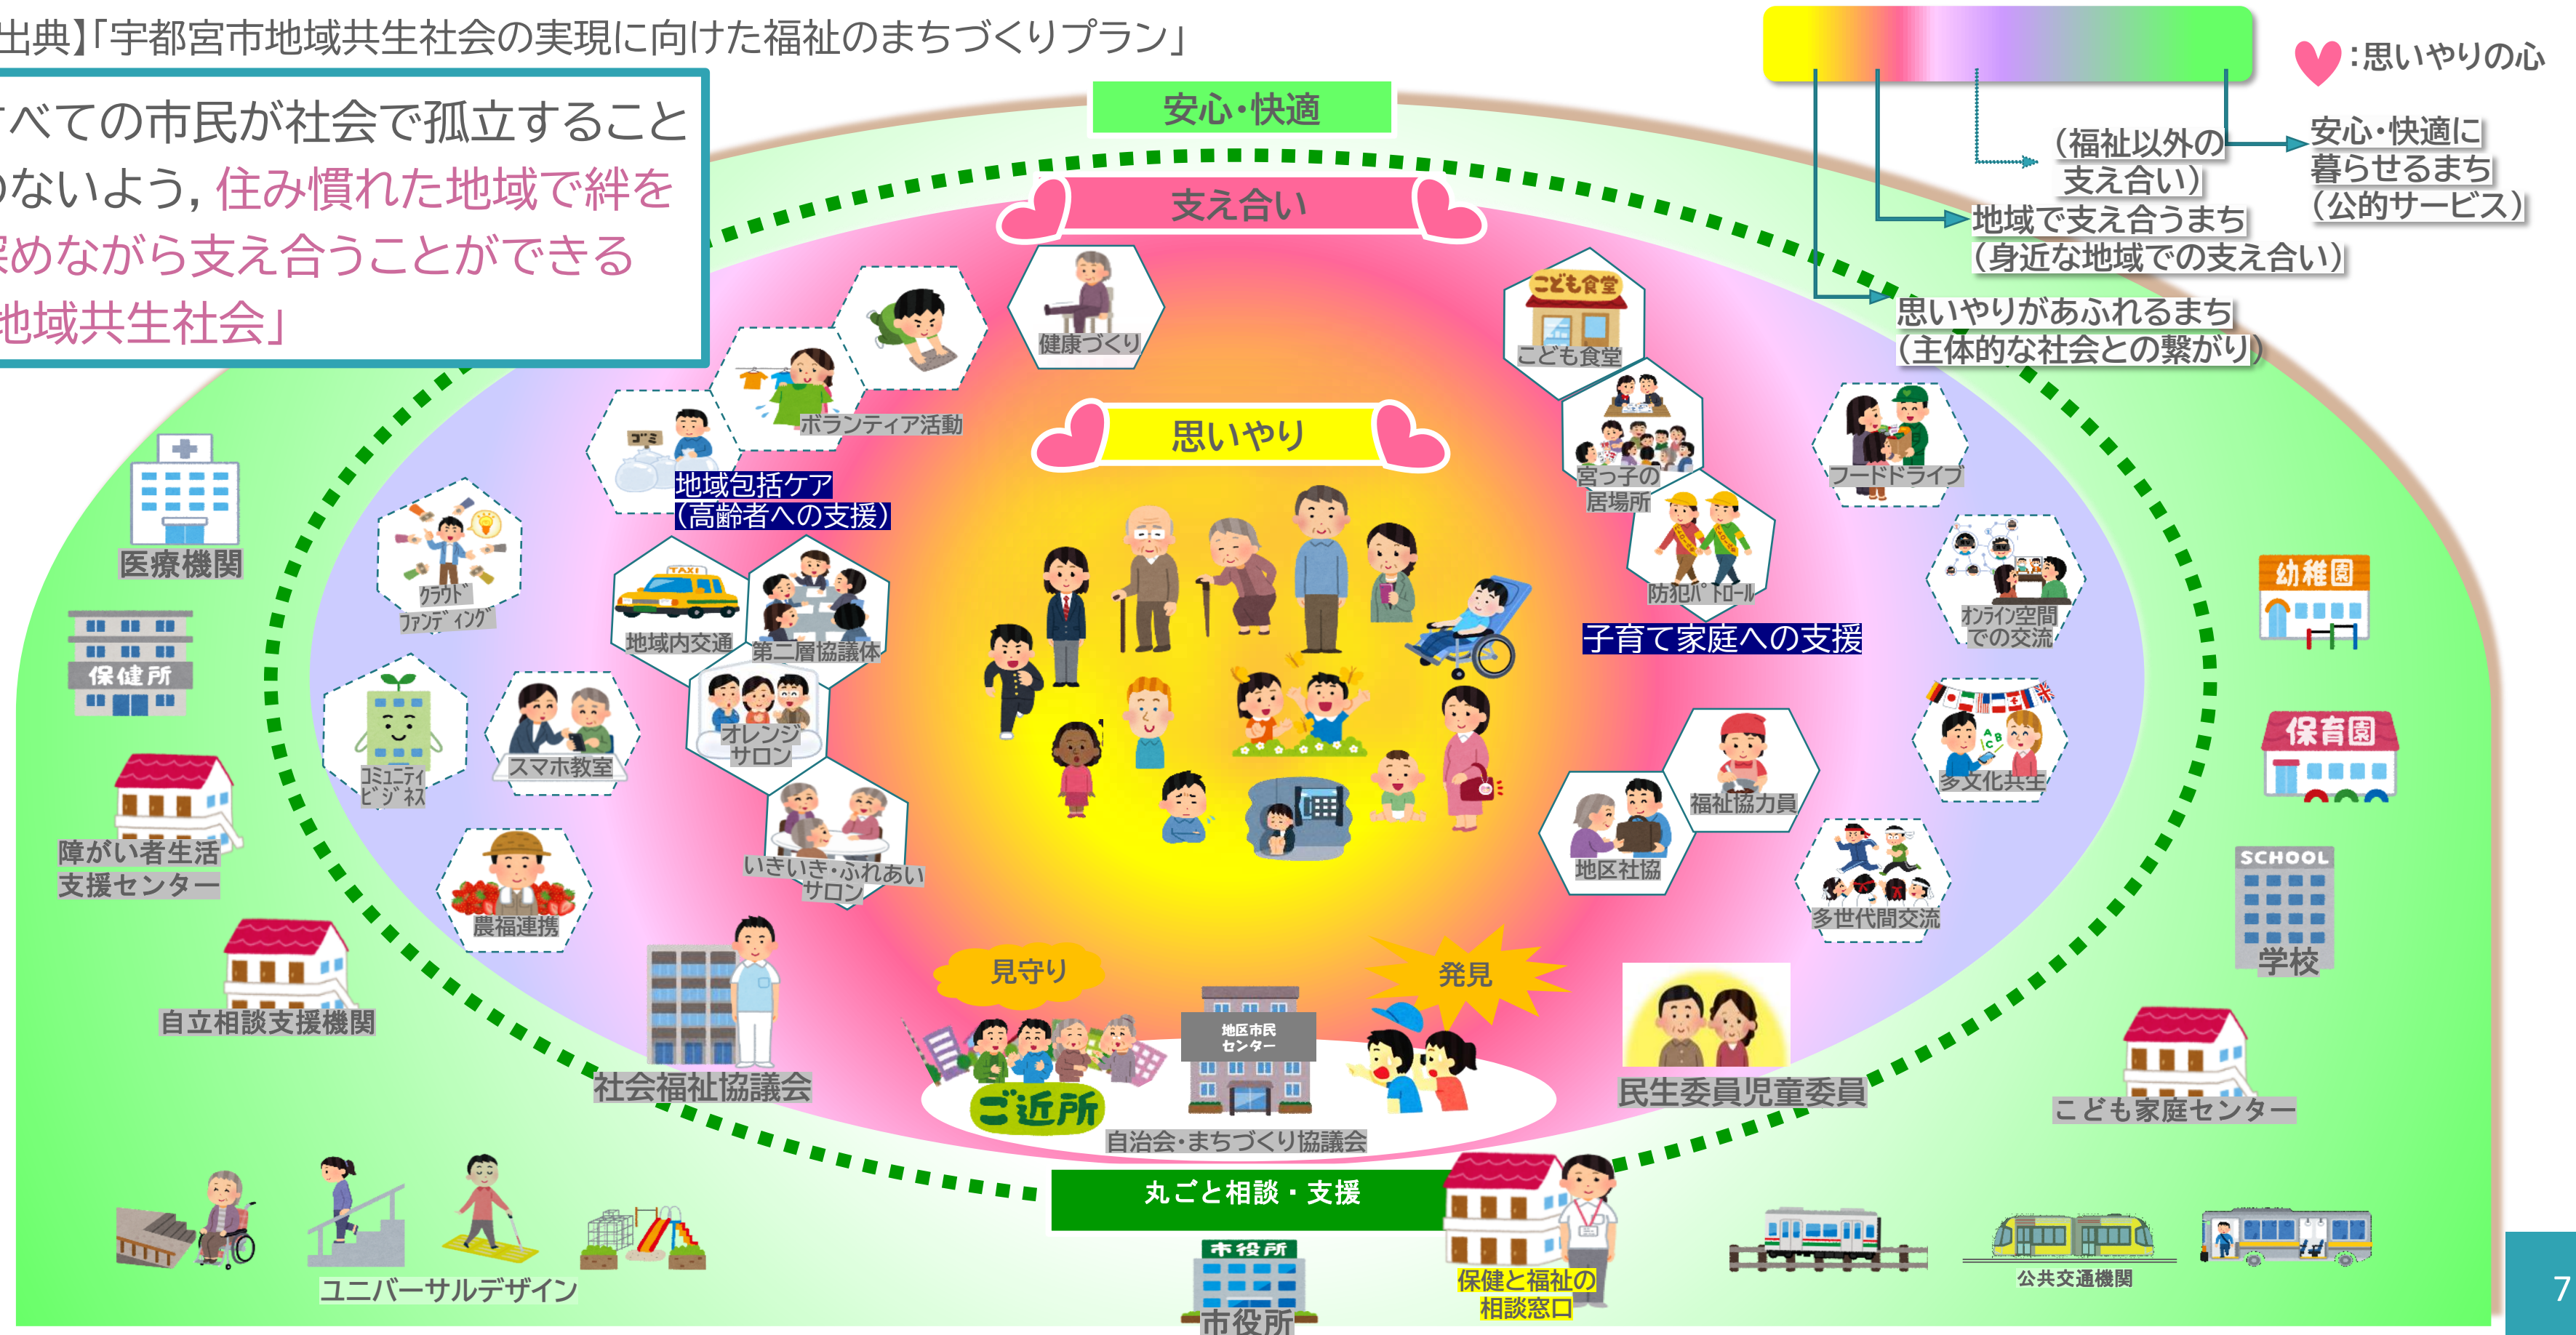 出典】「宇都宮市地域共生社会の実現に向けた福祉のまちづくりプラン」
べての市民が社会で孤立すること
ないよう,住み慣れた地域で絆を
めながら支え合うことができる
地域共生社会」
:思いやりの心
(福祉以外の
支え合い)
安心・快適に
暮らせるまち
(公的サービス)
地域で支え合うまち
(身近な地域での支え合い)
思いやりがあふれるまち
(主体的な社会との繋がり)
安心・快適
支え合い
思いやり
健康づくり
ボランティア活動
ゴミ
地域包括ケア
(高齢者への支援)
TAXI
地域内交通
第二層協議体
オレンジ
サロン
いきいき・ふれあい
サロン
クラウド
ファンディング
コミュニティ
ビジネス
スマホ教室
農福連携
こども食堂
こども食堂
宮っ子の
居場所
防犯パトロール
子育て家庭への支援
フードドライブ
オンライン空間
での交流
A B C
多文化共生
多世代間交流
福祉協力員
地区社協
医療機関
保健所
障がい者生活
支援センター
自立相談支援機関
社会福祉協議会
見守り
発見
ご近所
地区市民
センター
自治会・まちづくり協議会
民生委員児童委員
幼稚園
保育園
SCHOOL
学校
こども家庭センター
丸ごと相談・支援
市役所
市役所
保健と福祉の
相談窓口
ユニバーサルデザイン
公共交通機関
7